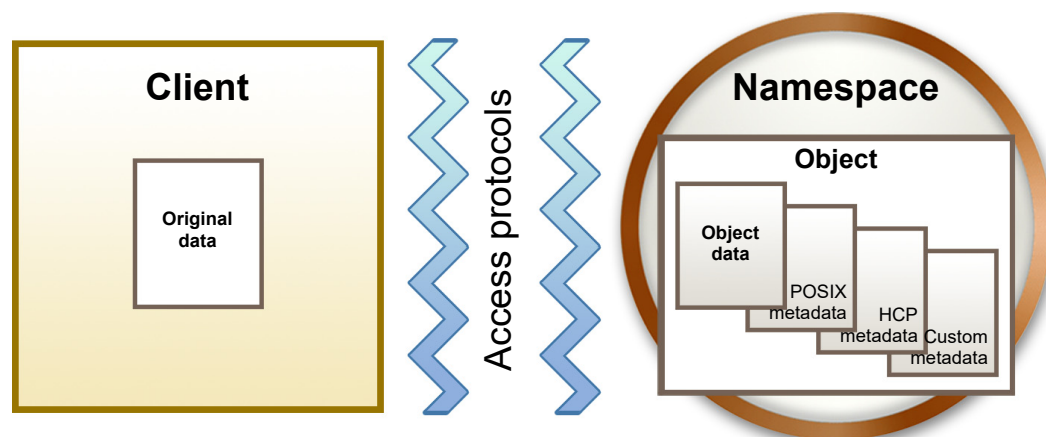 Client
Original
data
Access protocols
Namespace
Object
Object
data
POSIX
metadata
HCP
metadata
Custom
metadata